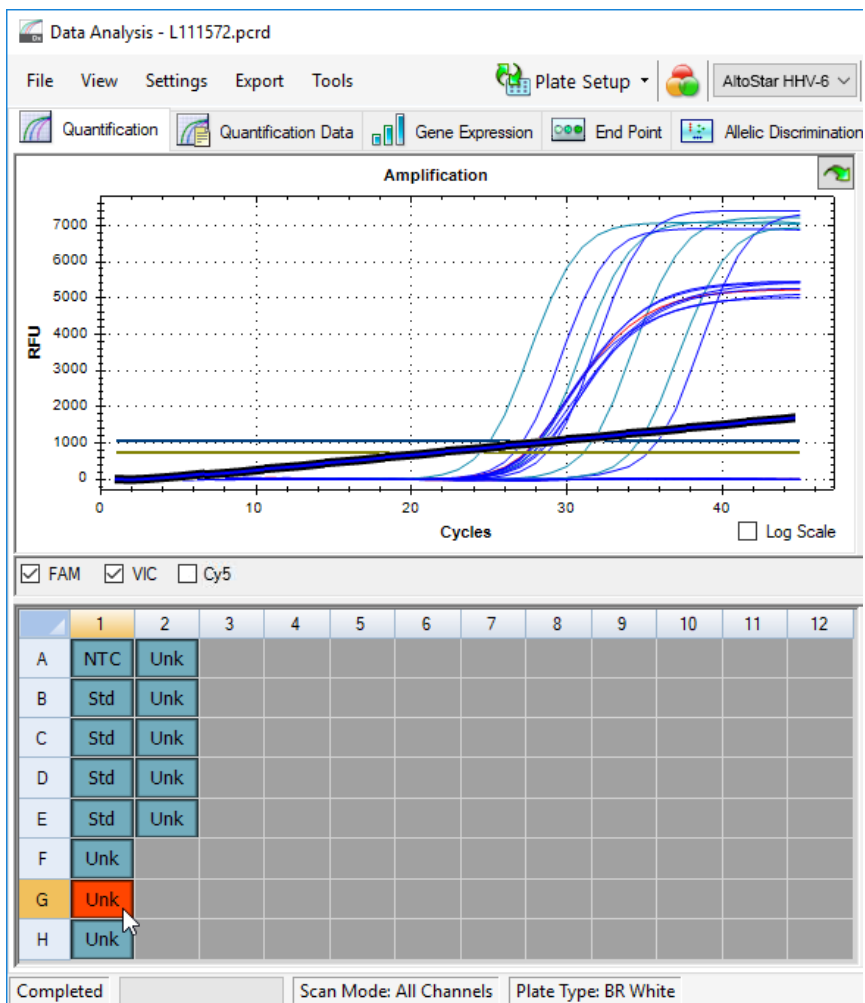 Data Analysis - L111572.pcrd
File View Settings Export Tools Plate Setup AltoStar HHV-6
Quantification Quantification Data Gene Expression End Point Allelic Discrimination
Amplification
7000
6000
5000
4000
3000
2000
1000
0
RFU
0 10 20 30 40
Cycles
Log Scale
FAM VIC Cy5
1 2 3 4 5 6 7 8 9 10 11 12
A NTC Unk
B Std Unk
C Std Unk
D Std Unk
E Std Unk
F Unk
G Unk
H Unk
Completed Scan Mode: All Channels Plate Type: BR White